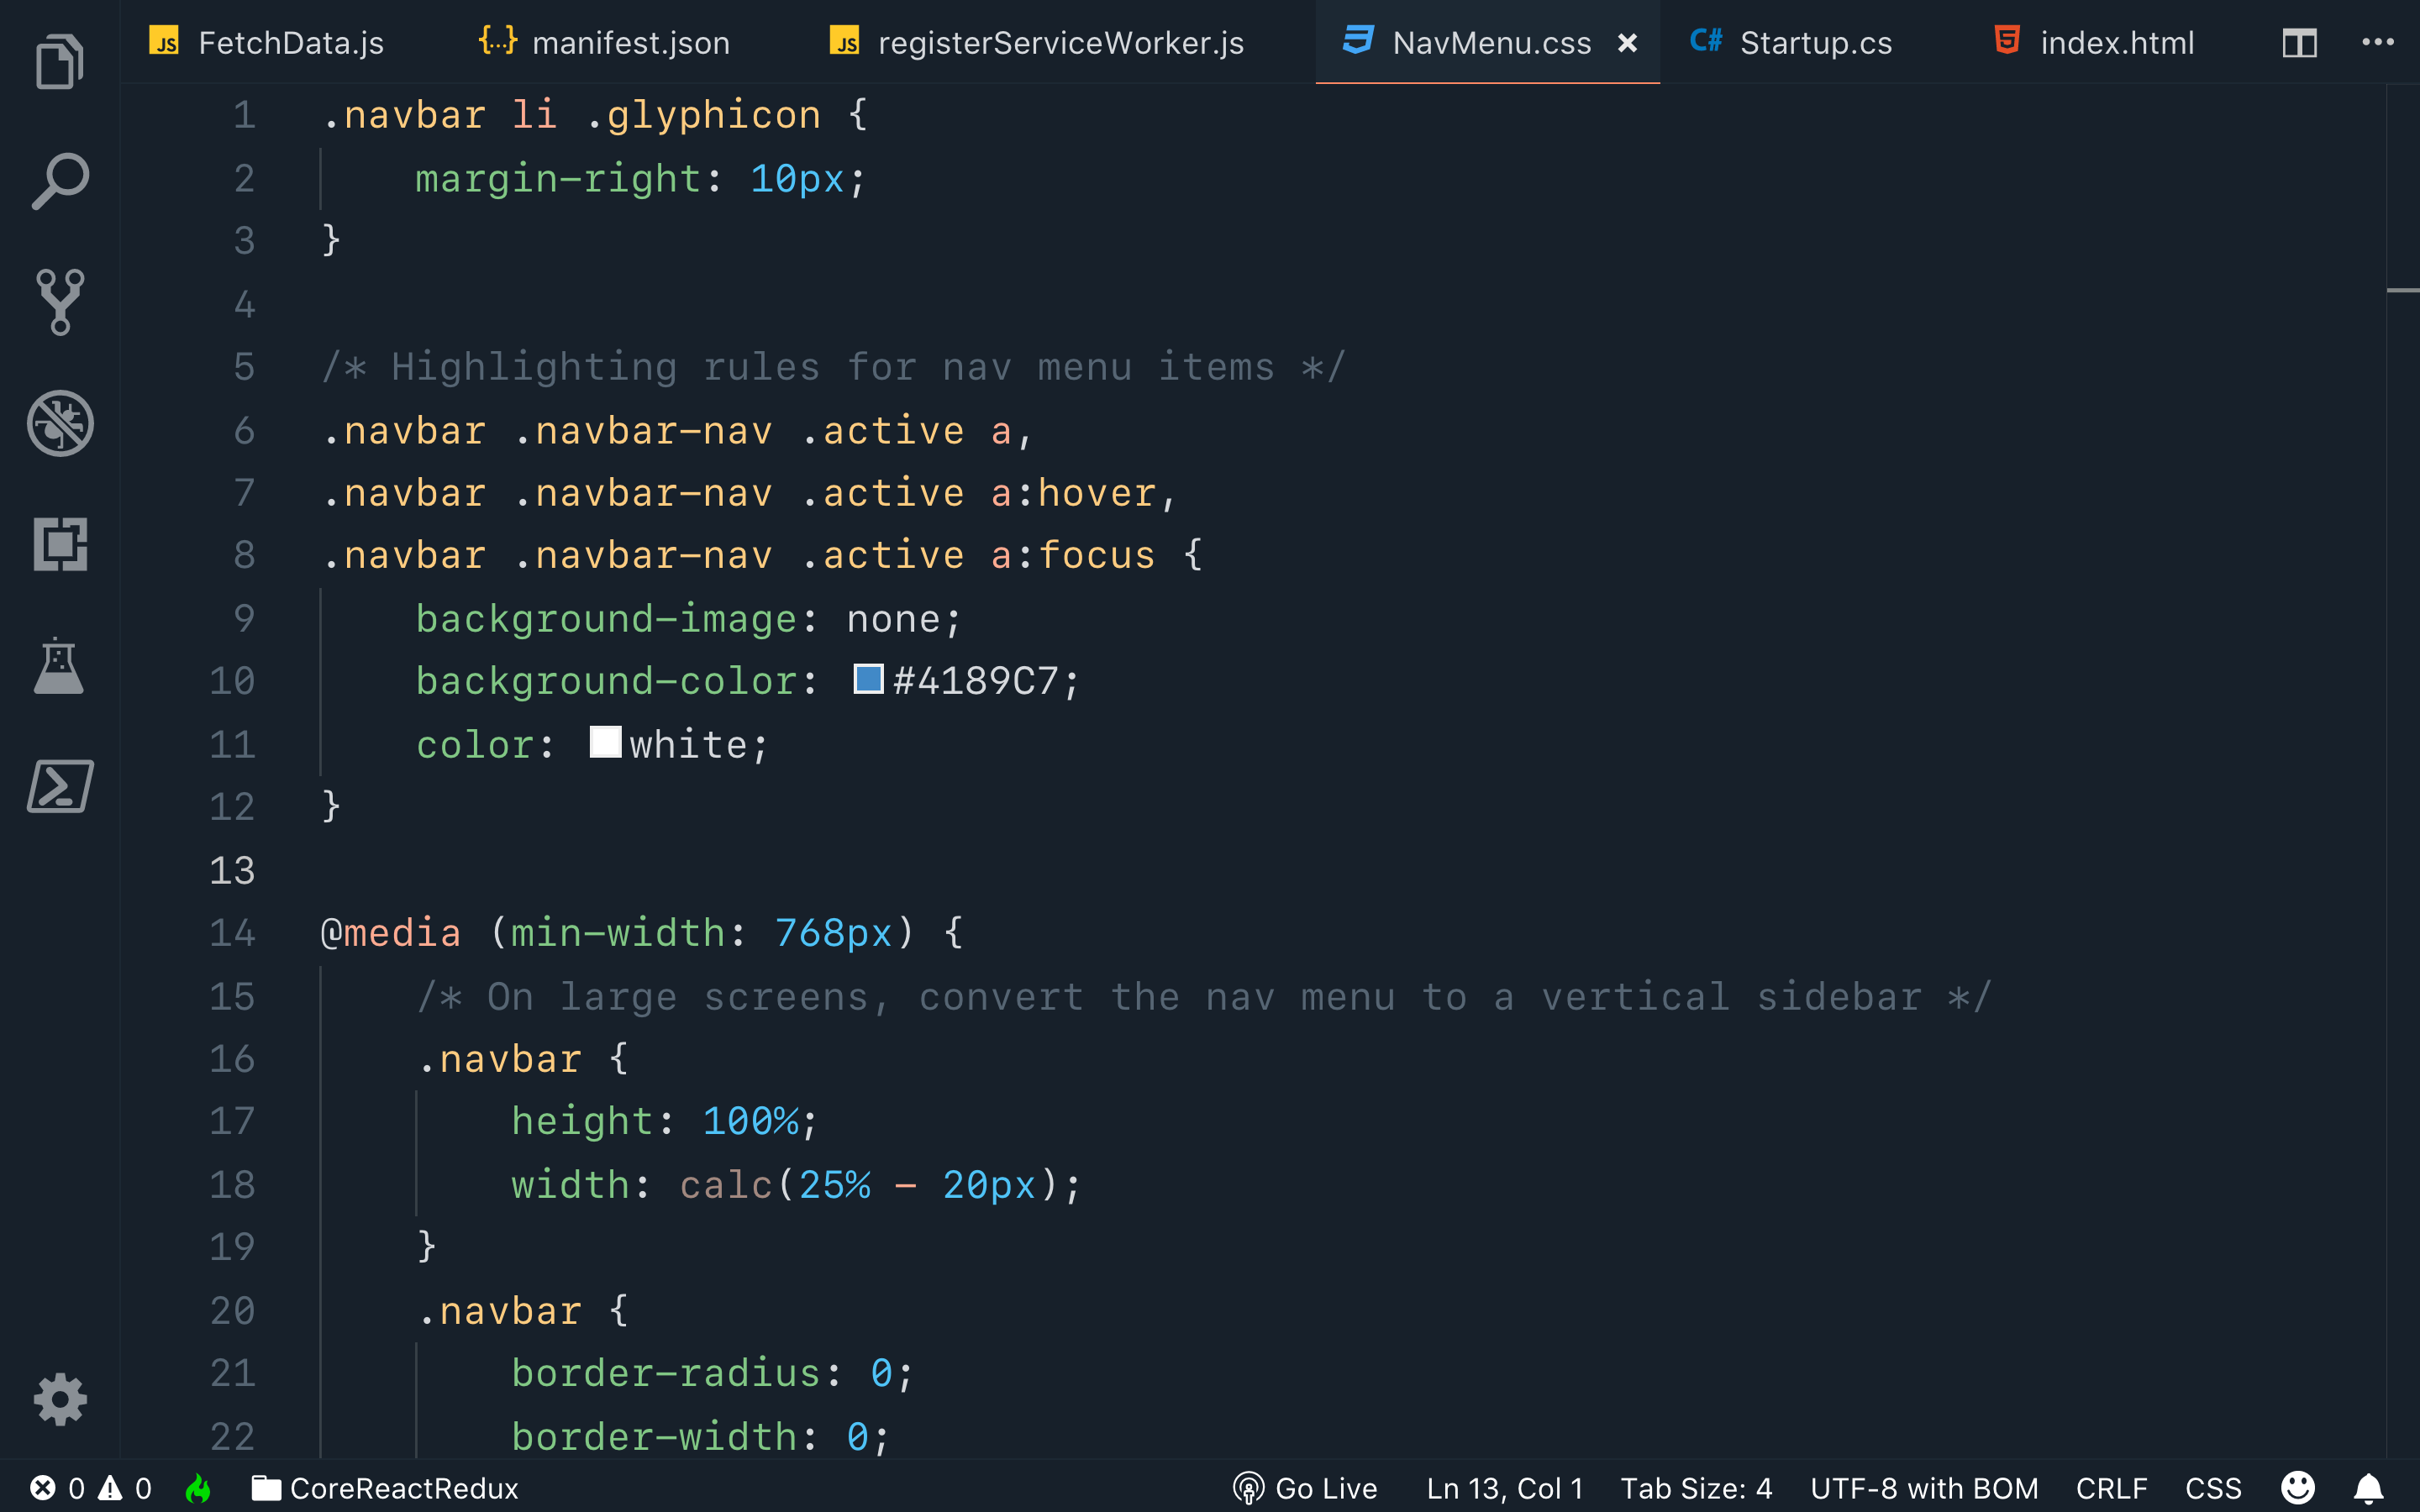 FetchData.js {...} manifest.json JS registerServiceWorker.js NavMenu.css × C# Startup.cs 5 index.html ...
1 .navbar li .glyphicon {
2     margin-right: 10px;
3 }
4
5 /* Highlighting rules for nav menu items */
6 .navbar .navbar-nav .active a,
7 .navbar .navbar-nav .active a:hover,
8 .navbar .navbar-nav .active a:focus {
9     background-image: none;
10     background-color: #4189C7;
11     color: white;
12 }
13
14 @media (min-width: 768px) {
15     /* On large screens, convert the nav menu to a vertical sidebar */
16     .navbar {
17         height: 100%;
18         width: calc(25% - 20px);
19     }
20     .navbar {
21         border-radius: 0;
22         border-width: 0;
0 0 CoreReactRedux Go Live Ln 13, Col 1 Tab Size: 4 UTF-8 with BOM CRLF CSS